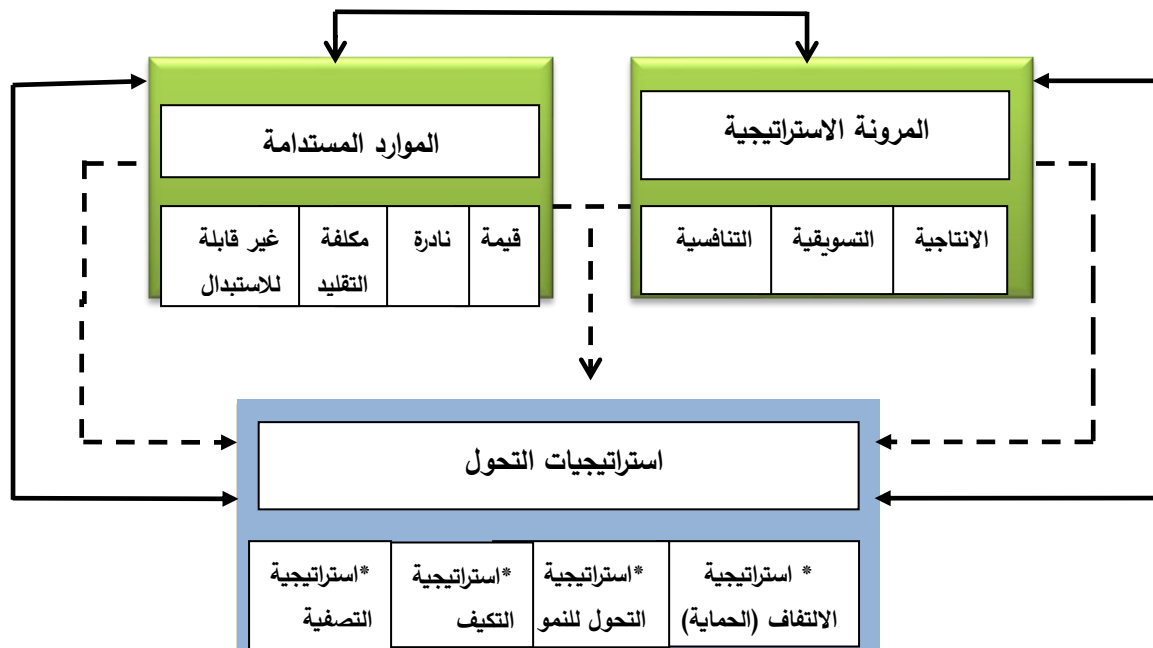 المرونة الاستراتيجية
الانتاجية
التسويقية
التنافسية
الموارد المستدامة
قيمة
نادرة
مكلفة
التقليد
غير قابلة
للاستبدال
استراتيجيات التحول
* استراتيجية
الالتفاف (الحماية)
*استراتيجية
التحول للنمو
*استراتيجية
التكيف
*استراتيجية
التصفية